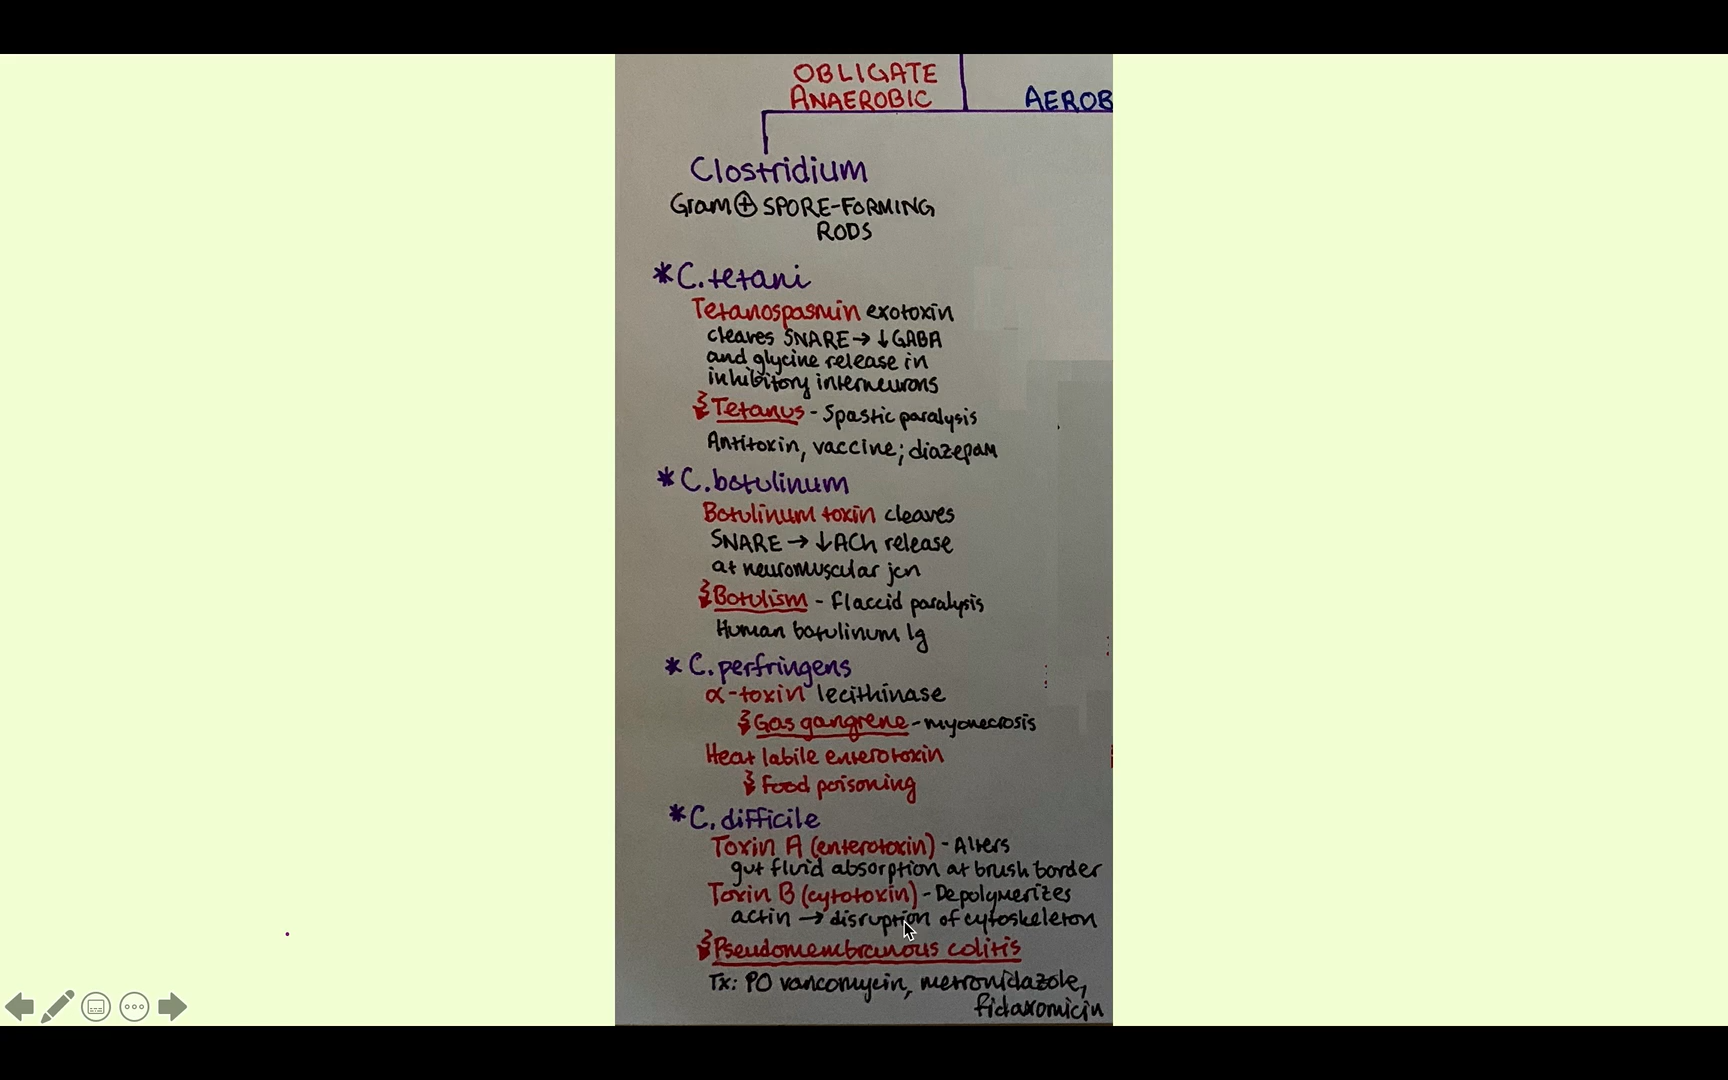 OBLIGATE
ANAEROBIC
AEROB
Clostridium
Gram ⊕ SPORE-FORMING
RODS
* C. tetani
Tetanospasmin exotoxin
cleaves SNARE → ↓ GABA
and glycine release in
inhibitory interneurons
Tetanus - Spastic paralysis
Antitoxin, vaccine; diazepam
* C. botulinum
Botulinum toxin cleaves
SNARE → ↓ ACh release
at neuromuscular jcn
Botulism - flaccid paralysis
Human botulinum Ig
* C. perfringens
α-toxin lecithinase
Gas gangrene - myonecrosis
Heat labile enterotoxin
Food poisoning
* C. difficile
Toxin A (enterotoxin) - Alters
gut fluid absorption at brush border
Toxin B (cytotoxin) - Depolymerizes
actin → disruption of cytoskeleton
Pseudomembranous colitis
Tx: PO vancomycin, metronidazole,
fidaxomicin